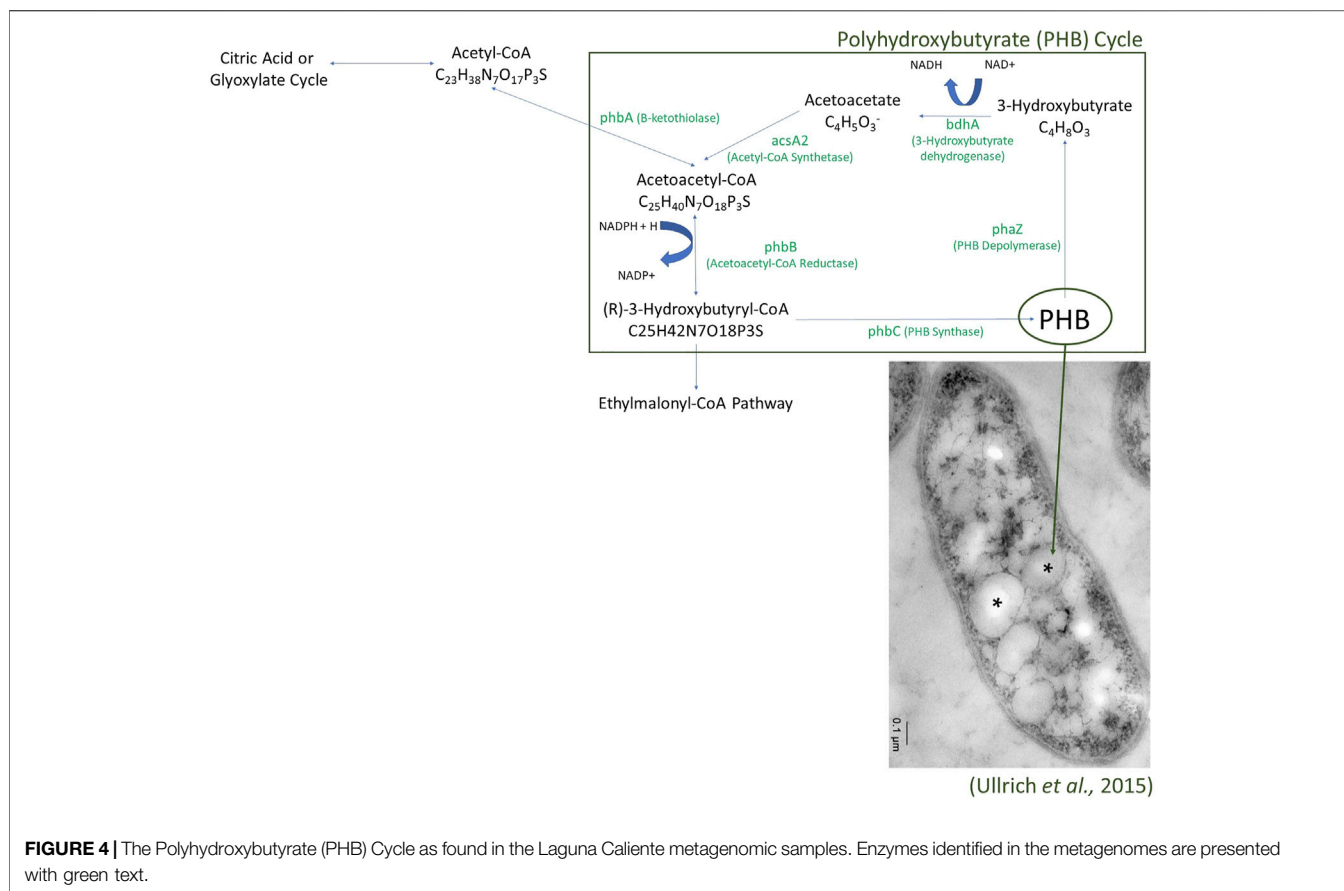 Polyhydroxybutyrate (PHB) Cycle
Citric Acid or
Glyoxylate Cycle
Acetyl-CoA
C₂₃H₃₈N₇O₁₇P₃S
NADH
NAD+
Acetoacetate
C₄H₅O₃⁻
3-Hydroxybutyrate
C₄H₈O₃
phbA (B-ketothiolase)
bdhA
(3-Hydroxybutyrate
dehydrogenase)
acsA2
(Acetyl-CoA Synthetase)
Acetoacetyl-CoA
C₂₅H₄₀N₇O₁₈P₃S
NADPH + H
NADP+
phbB
(Acetoacetyl-CoA Reductase)
phaZ
(PHB Depolymerase)
(R)-3-Hydroxybutyryl-CoA
C25H42N7O18P3S
phbC (PHB Synthase)
PHB
Ethylmalonyl-CoA Pathway
*
*
0.1 µm
(Ullrich et al., 2015)
FIGURE 4 | The Polyhydroxybutyrate (PHB) Cycle as found in the Laguna Caliente metagenomic samples. Enzymes identified in the metagenomes are presented
with green text.